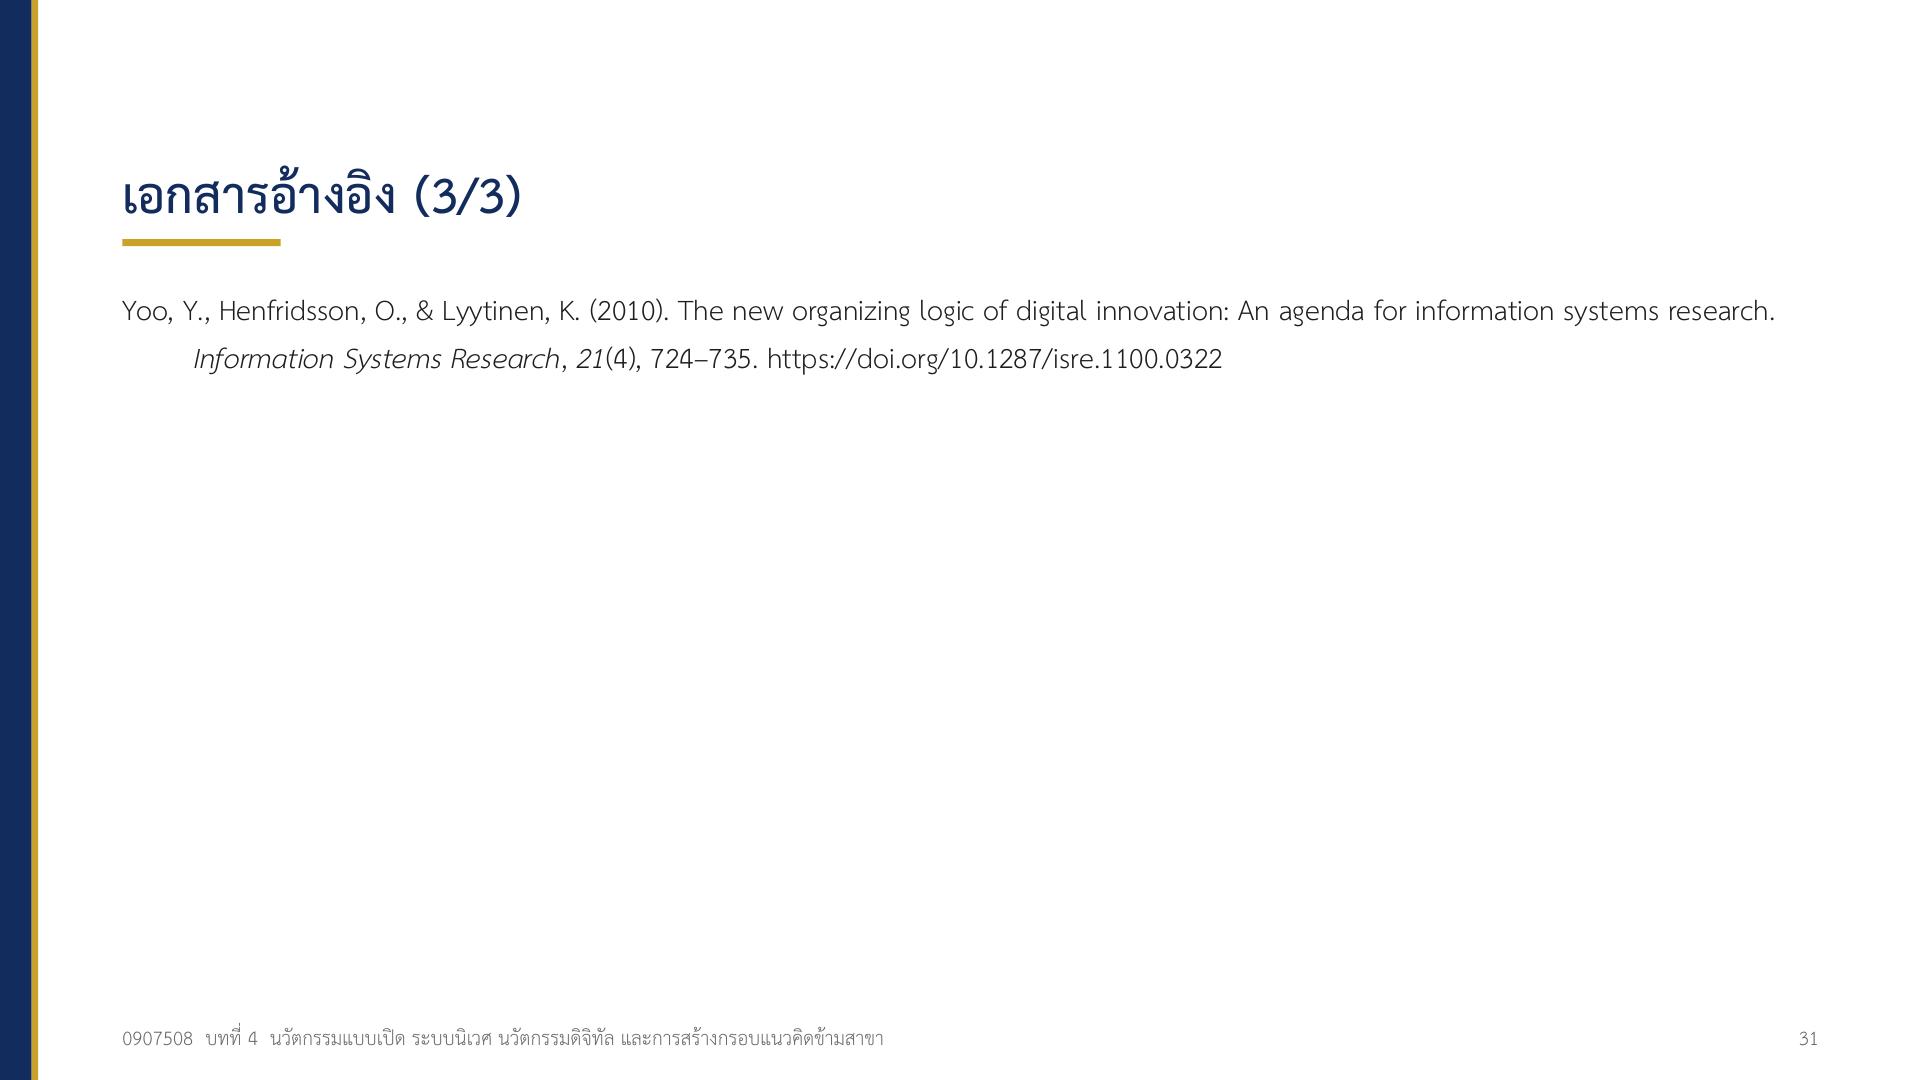 เอกสารอ้างอิง (3/3)
Yoo, Y., Henfridsson, O., & Lyytinen, K. (2010). The new organizing logic of digital innovation: An agenda for information systems research.
Information Systems Research, 21(4), 724–735. https://doi.org/10.1287/isre.1100.0322
0907508 บทที่ 4 นวัตกรรมแบบเปิด ระบบนิเวศ นวัตกรรมดิจิทัล และการสร้างกรอบแนวคิดข้ามสาขา
31